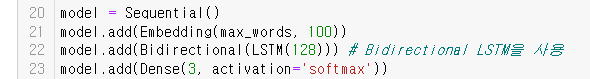 20 model = Sequential()
21 model.add(Embedding(max_words, 100))
22 model.add(Bidirectional(LSTM(128))) # Bidirectional LSTM을 사용
23 model.add(Dense(3, activation='softmax'))